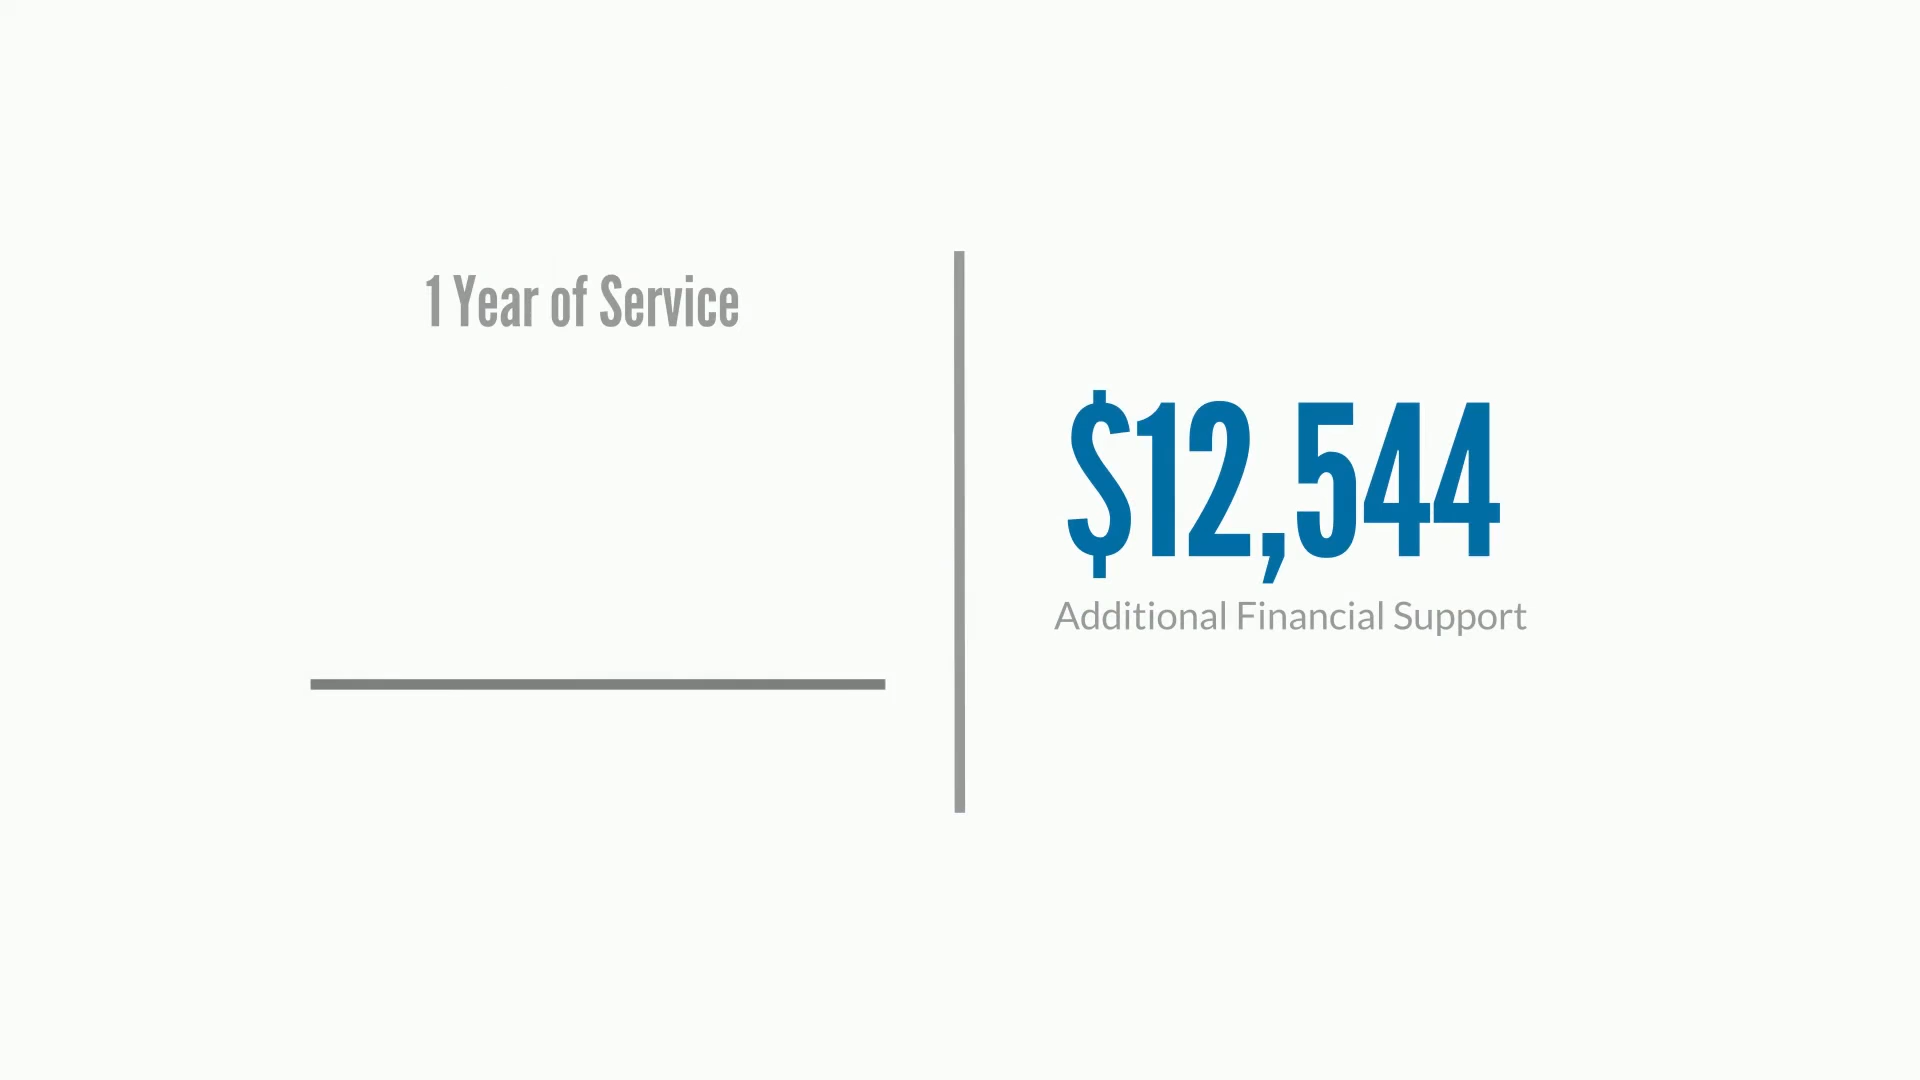 1 Year of Service
$12,544
Additional Financial Support